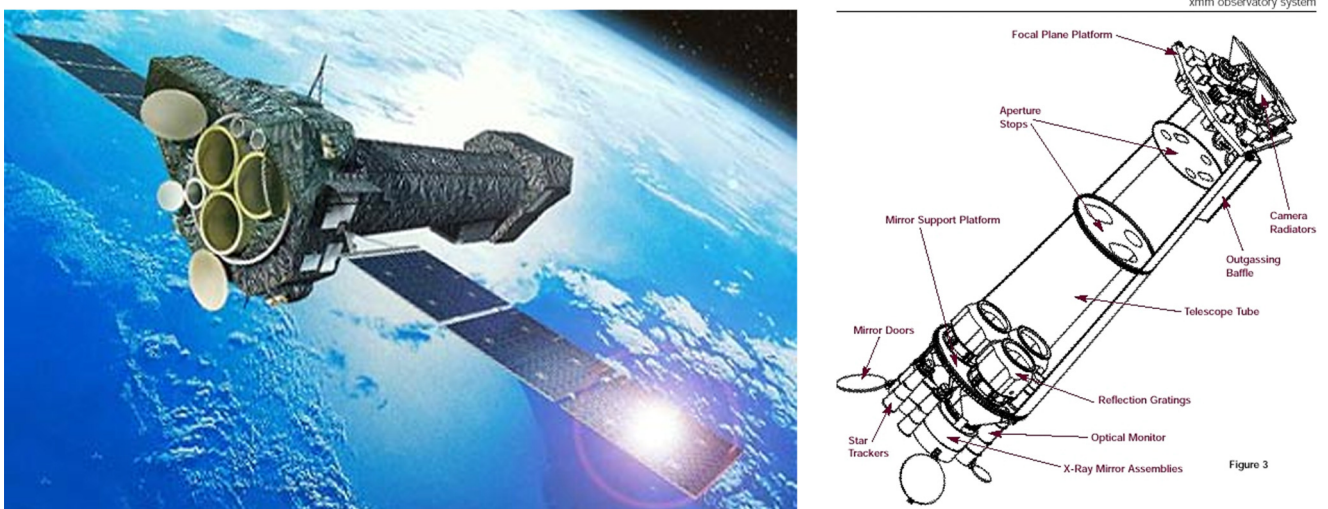 xmm observatory system
Focal Plane Platform
Aperture
Stops
Mirror Support Platform
Camera
Radiators
Outgassing
Baffle
Telescope Tube
Mirror Doors
Reflection Gratings
Star
Trackers
Optical Monitor
X-Ray Mirror Assemblies
Figure 3